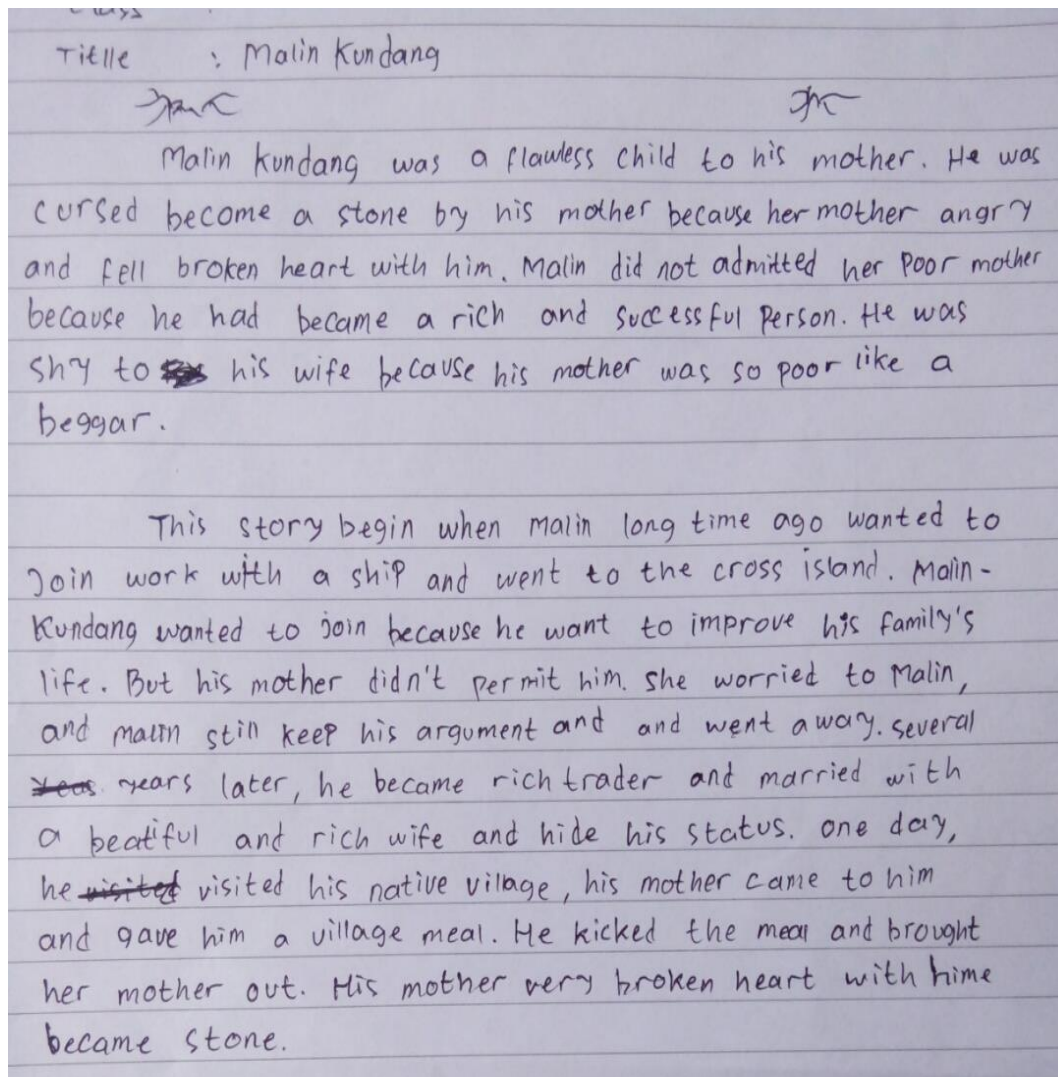 Titlle : Malin Kundang
Malin Kundang was a flawless child to his mother. He was
cursed become a stone by his mother because her mother angry
and fell broken heart with him. Malin did not admitted her poor mother
because he had became a rich and successful person. He was
shy to his wife because his mother was so poor like a
beggar.
This story begin when Malin long time ago wanted to
Join work with a ship and went to the cross island. Malin-
Kundang wanted to join because he want to improve his family's
life. But his mother didn't permit him. She worried to Malin,
and malin still keep his argument and and went away. several
years later, he became rich trader and married with
a beatiful and rich wife and hide his status. one day,
he visited visited his native village, his mother came to him
and gave him a village meal. He kicked the meal and brought
her mother out. His mother very broken heart with hime
became stone.